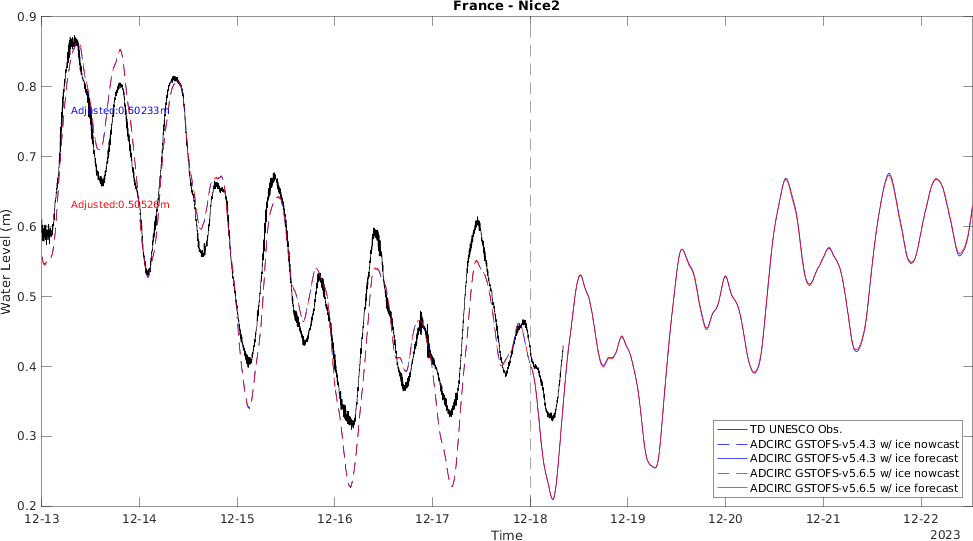 France - Nice2
0.9
0.8
0.7
0.6
0.5
0.4
0.3
0.2
Water Level (m)
Adjusted:0.50233m
Adjusted:0.50526m
TD UNESCO Obs.
ADCIRC GSTOFS-v5.4.3 w/ ice nowcast
ADCIRC GSTOFS-v5.4.3 w/ ice forecast
ADCIRC GSTOFS-v5.6.5 w/ ice nowcast
ADCIRC GSTOFS-v5.6.5 w/ ice forecast
12-13 12-14 12-15 12-16 12-17 12-18 12-19 12-20 12-21 12-22
Time
2023